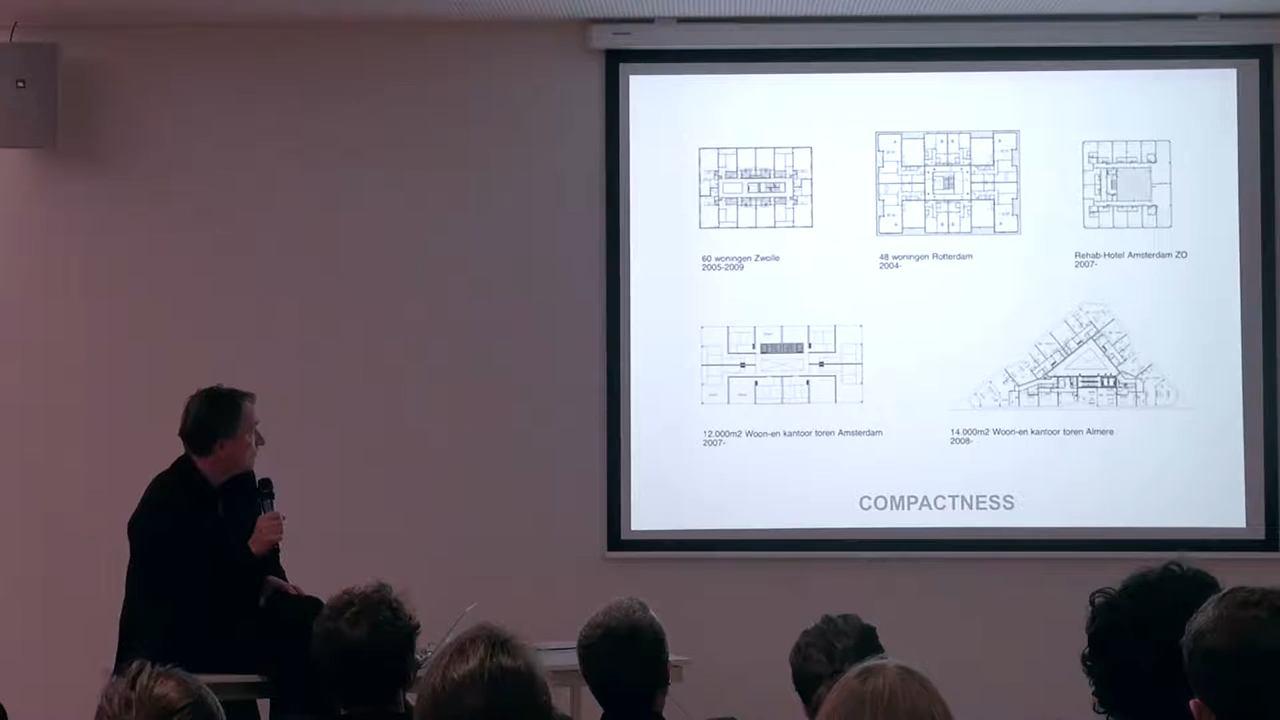 60 woningen Zwolle
2005-2009
48 woningen Rotterdam
2004-
Rehab-Hotel Amsterdam ZO
2007-
12.000m2 Woon-en kantoor toren Amsterdam
2007-
14.000m2 Woon-en kantoor toren Almere
2008-
COMPACTNESS